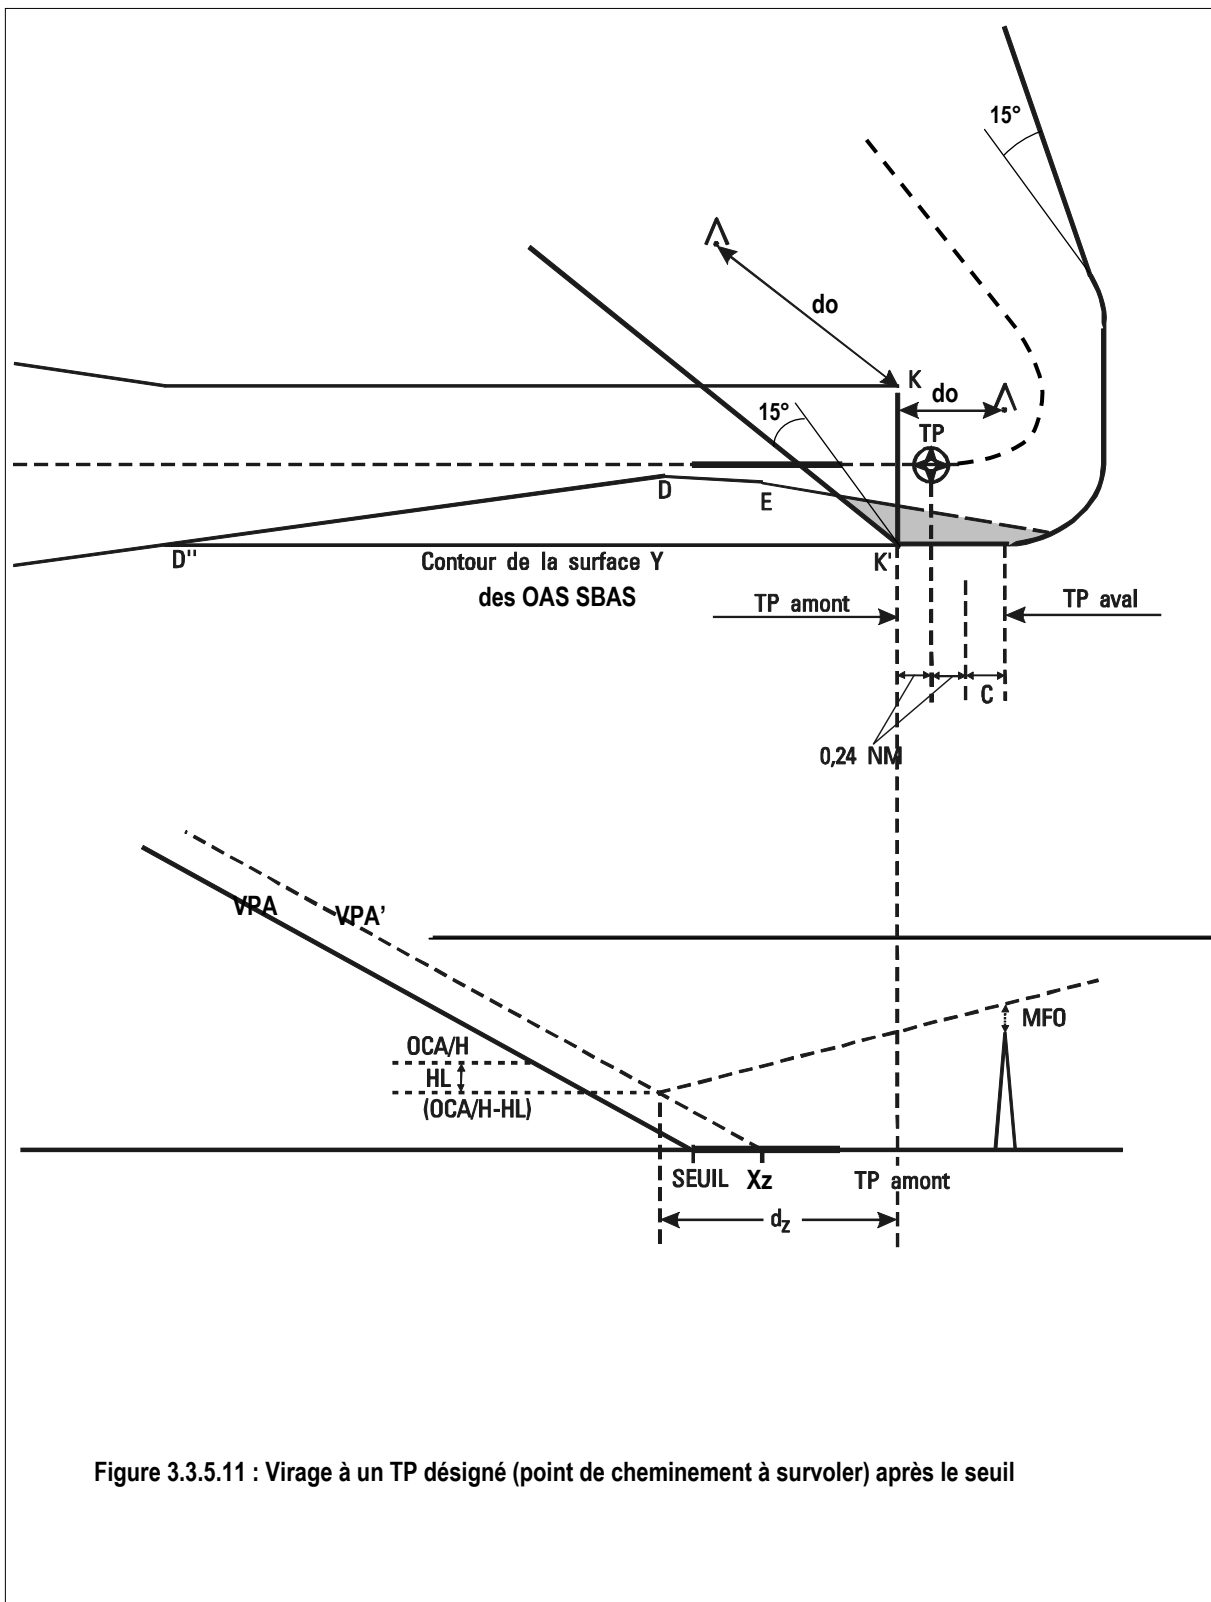 15°
do
K
do
15°
TP
D
E
D"
Contour de la surface Y
K'
des OAS SBAS
TP amont
TP aval
C
0,24 NM
VPA
VPA’
MFO
OCA/H
HL
(OCA/H-HL)
SEUIL
Xz
TP amont
dz
Figure 3.3.5.11 : Virage à un TP désigné (point de cheminement à survoler) après le seuil